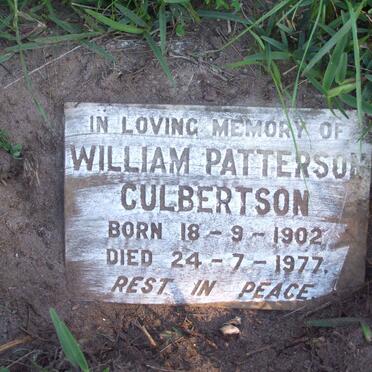 IN LOVING MEMORY OF
WILLIAM PATTERSON
CULBERTSON
BORN 18-9-1902
DIED 24-7-1977.
REST IN PEACE.